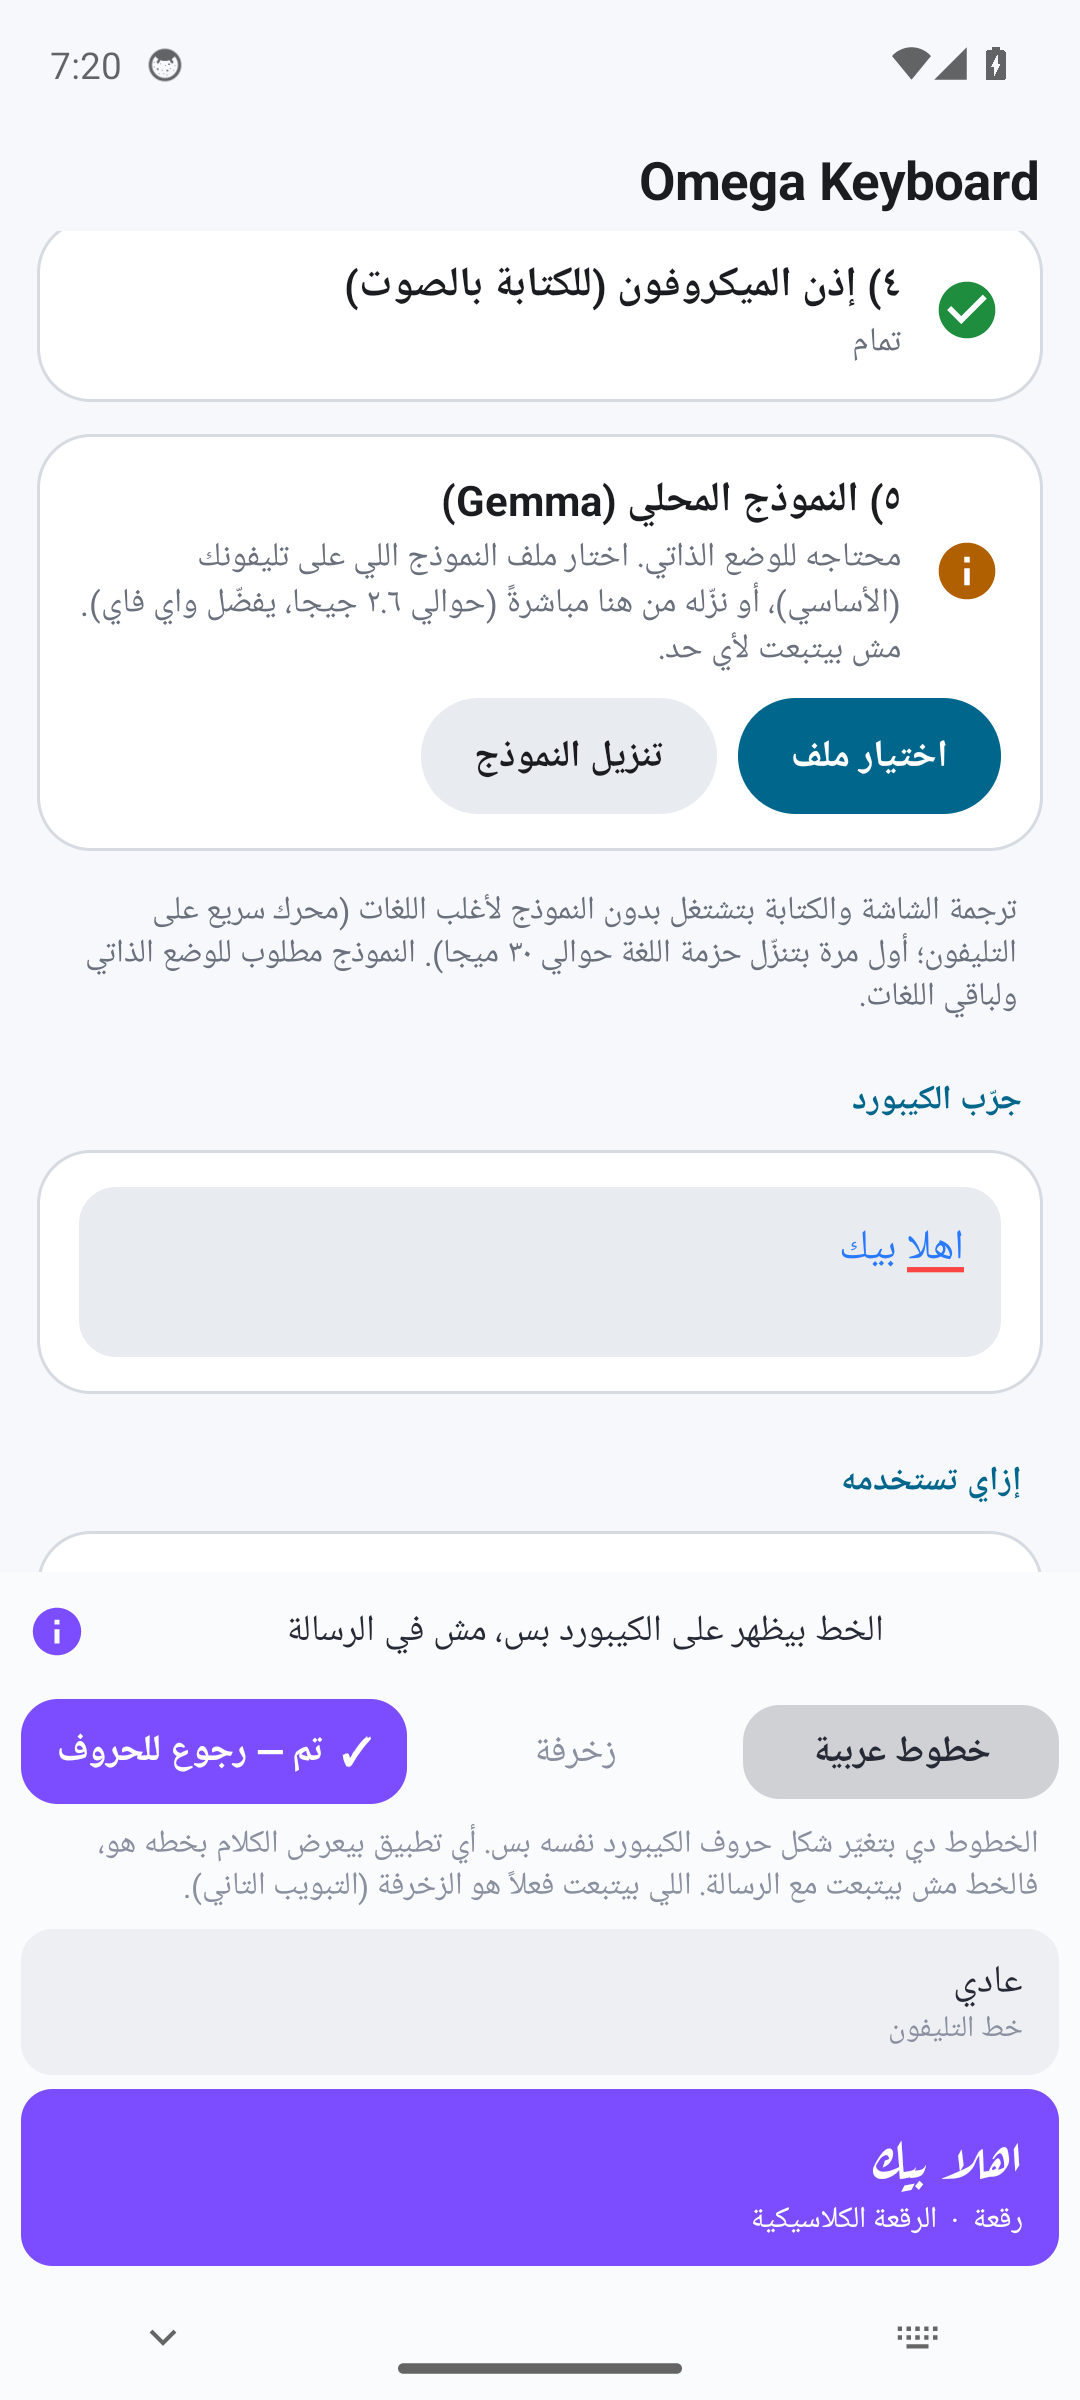 7:20
Omega Keyboard
٤) إذن الميكروفون (للكتابة بالصوت)
تمام
٥) النموذج المحلي (Gemma)
محتاجه للوضع الذاتي. اختار ملف النموذج اللي على تليفونك
(الأساسي)، أو نزّله من هنا مباشرةً (حوالي ٢.٦ جيجا، يفضّل واي فاي).
مش بيتبعت لأي حد.
اختيار ملف
تنزيل النموذج
ترجمة الشاشة والكتابة بتشتغل بدون النموذج لأغلب اللغات (محرك سريع على
التليفون؛ أول مرة بتنزّل حزمة اللغة حوالي ٣٠ ميجا). النموذج مطلوب للوضع الذاتي
ولباقي اللغات.
جرّب الكيبورد
اهلا بيك
إزاي تستخدمه
الخط بيظهر على الكيبورد بس، مش في الرسالة
خطوط عربية
زخرفة
✓ تم – رجوع للحروف
الخطوط دي بتغيّر شكل حروف الكيبورد نفسه بس. أي تطبيق بيعرض الكلام بخطه هو،
فالخط مش بيتبعت مع الرسالة. اللي بيتبعت فعلاً هو الزخرفة (التبويب التاني).
عادي
خط التليفون
اهلا بيك
رقعة · الرقعة الكلاسيكية